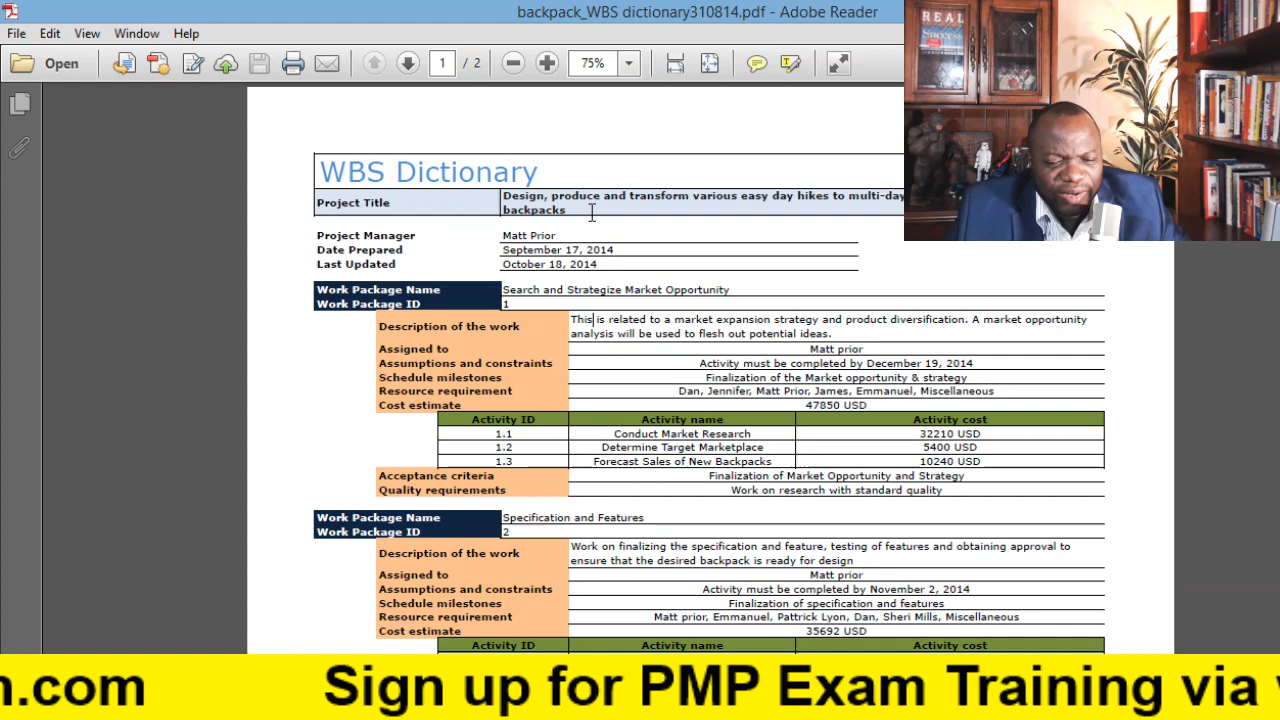 backpack_WBS dictionary310814.pdf - Adobe Reader
File Edit View Window Help
Open 1 / 2 75%
REAL
Success
WBS Dictionary
Project Title Design, produce and transform various easy day hikes to multi-day
backpacks
Project Manager Matt Prior
Date Prepared September 17, 2014
Last Updated October 18, 2014
Work Package Name Search and Strategize Market Opportunity
Work Package ID 1
Description of the work This is related to a market expansion strategy and product diversification. A market opportunity
analysis will be used to flesh out potential ideas.
Assigned to Matt prior
Assumptions and constraints Activity must be completed by December 19, 2014
Schedule milestones Finalization of the Market opportunity & strategy
Resource requirement Dan, Jennifer, Matt Prior, James, Emmanuel, Miscellaneous
Cost estimate 47850 USD
Activity ID Activity name Activity cost
1.1 Conduct Market Research 32210 USD
1.2 Determine Target Marketplace 5400 USD
1.3 Forecast Sales of New Backpacks 10240 USD
Acceptance criteria Finalization of Market Opportunity and Strategy
Quality requirements Work on research with standard quality
Work Package Name Specification and Features
Work Package ID 2
Description of the work Work on finalizing the specification and feature, testing of features and obtaining approval to
ensure that the desired backpack is ready for design
Assigned to Matt prior
Assumptions and constraints Activity must be completed by November 2, 2014
Schedule milestones Finalization of specification and features
Resource requirement Matt prior, Emmanuel, Pattrick Lyon, Dan, Sheri Mills, Miscellaneous
Cost estimate 35692 USD
Activity ID Activity name Activity cost
n.com Sign up for PMP Exam Training via